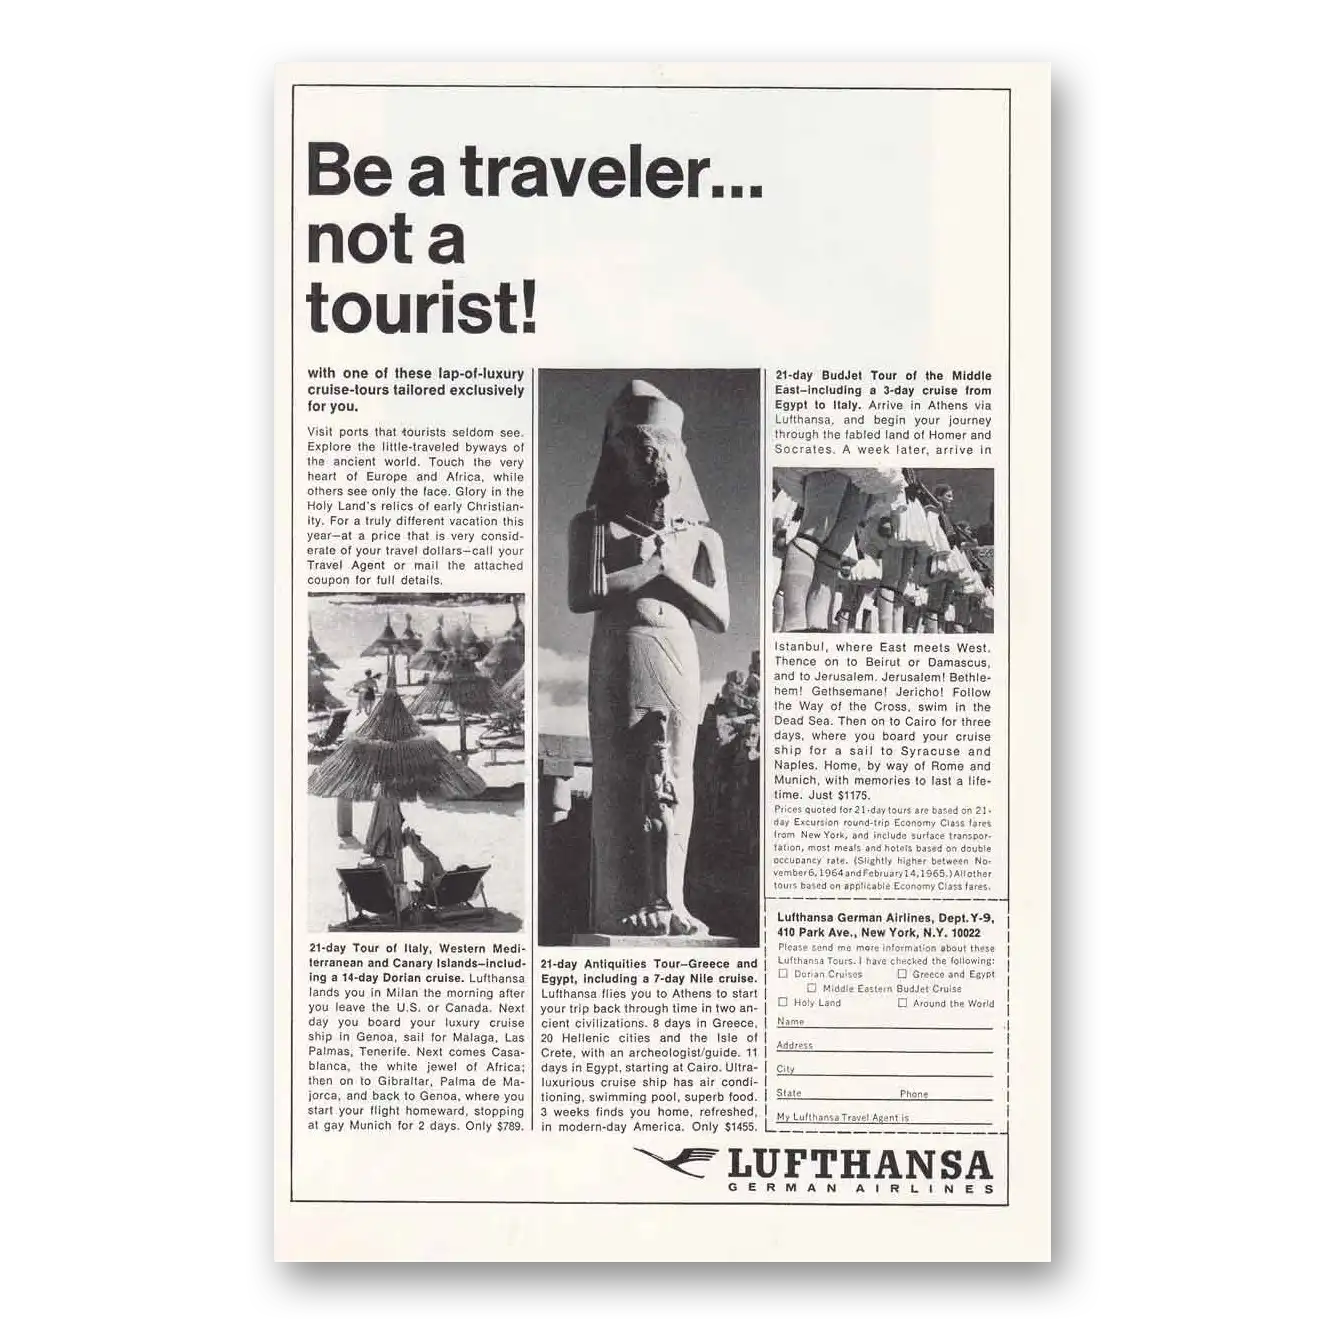 Be a traveler...
not a
tourist!
with one of these lap-of-luxury
cruise-tours tailored exclusively
for you.
Visit ports that tourists seldom see.
Explore the little-traveled byways of
the ancient world. Touch the very
heart of Europe and Africa, while
others see only the face. Glory in the
Holy Land's relics of early Christian-
ity. For a truly different vacation this
year—at a price that is very consid-
erate of your travel dollars—call your
Travel Agent or mail the attached
coupon for full details.
21-day Tour of Italy, Western Medi-
terranean and Canary Islands—includ-
ing a 14-day Dorian cruise. Lufthansa
lands you in Milan the morning after
you leave the U.S. or Canada. Next
day you board your luxury cruise
ship in Genoa, sail for Malaga, Las
Palmas, Tenerife. Next comes Casa-
blanca, the white jewel of Africa;
then on to Gibraltar, Palma de Ma-
jorca, and back to Genoa, where you
start your flight homeward, stopping
at gay Munich for 2 days. Only $789.
21-day Antiquities Tour—Greece and
Egypt, including a 7-day Nile cruise.
Lufthansa flies you to Athens to start
your trip back through time in two an-
cient civilizations. 8 days in Greece,
20 Hellenic cities and the Isle of
Crete, with an archeologist/guide. 11
days in Egypt, starting at Cairo. Ultra-
luxurious cruise ship has air condi-
tioning, swimming pool, superb food.
3 weeks finds you home, refreshed,
in modern-day America. Only $1455.
21-day BudJet Tour of the Middle
East—including a 3-day cruise from
Egypt to Italy. Arrive in Athens via
Lufthansa, and begin your journey
through the fabled land of Homer and
Socrates. A week later, arrive in
Istanbul, where East meets West.
Thence on to Beirut or Damascus,
and to Jerusalem. Jerusalem! Bethle-
hem! Gethsemane! Jericho! Follow
the Way of the Cross, swim in the
Dead Sea. Then on to Cairo for three
days, where you board your cruise
ship for a sail to Syracuse and
Naples. Home, by way of Rome and
Munich, with memories to last a life-
time. Just $1175.
Prices quoted for 21-day tours are based on 21-
day Excursion round-trip Economy Class fares
from New York, and include surface transpor-
tation, most meals and hotels based on double
occupancy rate. (Slightly higher between No-
vember 6, 1964 and February 14, 1965.) All other
tours based on applicable Economy Class fares.
Lufthansa German Airlines, Dept. Y-9,
410 Park Ave., New York, N.Y. 10022
Please send me more information about these
Lufthansa Tours. I have checked the following:
☐ Dorian Cruises ☐ Greece and Egypt
☐ Middle Eastern BudJet Cruise
☐ Holy Land ☐ Around the World
Name
Address
City
State Phone
My Lufthansa Travel Agent is
LUFTHANSA
GERMAN AIRLINES